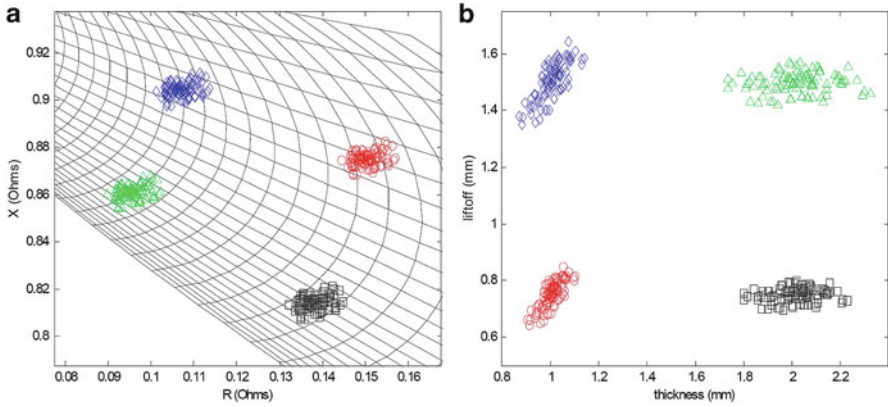 a
0.92
0.9
0.88
0.86
0.84
0.82
0.8
X (Ohms)
0.08 0.09 0.1 0.11 0.12 0.13 0.14 0.15 0.16
R (Ohms)
b
1.6
1.4
1.2
1
0.8
0.6
liftoff (mm)
0.8 1 1.2 1.4 1.6 1.8 2 2.2
thickness (mm)